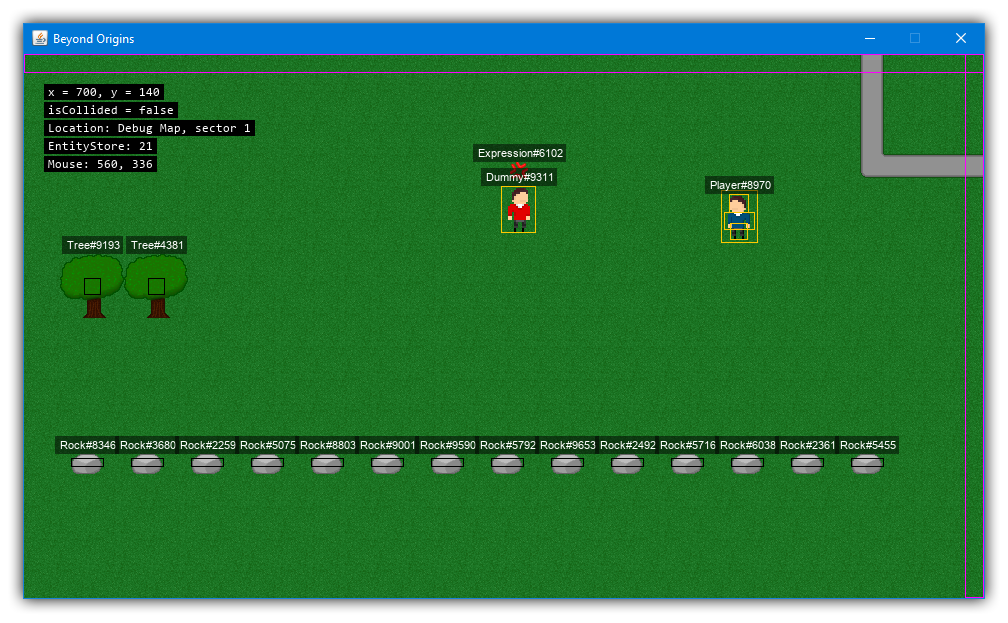 Beyond Origins
x = 700, y = 140
isCollided = false
Location: Debug Map, sector 1
EntityStore: 21
Mouse: 560, 336
Expression#6102
Dummy#9311
Player#8970
Tree#9193 Tree#4381
Rock#8346 Rock#3680 Rock#2259 Rock#5075 Rock#8803 Rock#9001 Rock#9590 Rock#5792 Rock#9653 Rock#2492 Rock#5716 Rock#6038 Rock#2361 Rock#5455